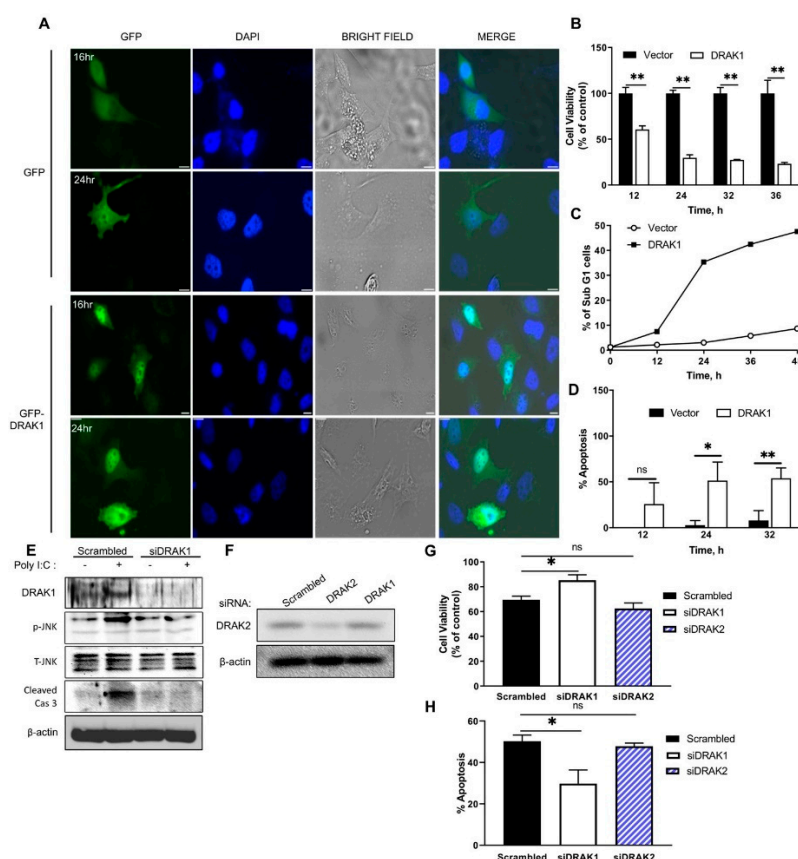 A
GFP DAPI BRIGHT FIELD MERGE
16hr
24hr
GFP
16hr
24hr
GFP-
DRAK1
B
Vector DRAK1
** ** ** **
150
100
50
0
Cell Viability
(% of control)
12 24 32 36
Time, h
C
Vector
DRAK1
50
40
30
20
10
0
% of Sub G1 cells
0 12 24 36 4
Time, h
D
Vector DRAK1
ns * **
150
100
50
0
% Apoptosis
12 24 32
Time, h
E
Scrambled siDRAK1
Poly I:C : - + - +
DRAK1
p-JNK
T-JNK
Cleaved
Cas 3
β-actin
F
siRNA: Scrambled DRAK2 DRAK1
DRAK2
β-actin
G
ns
*
100
80
60
40
20
0
Cell Viability
(% of control)
Scrambled siDRAK1 siDRAK2
Scrambled
siDRAK1
siDRAK2
H
ns
*
60
40
20
0
% Apoptosis
Scrambled siDRAK1 siDRAK2
Scrambled
siDRAK1
siDRAK2